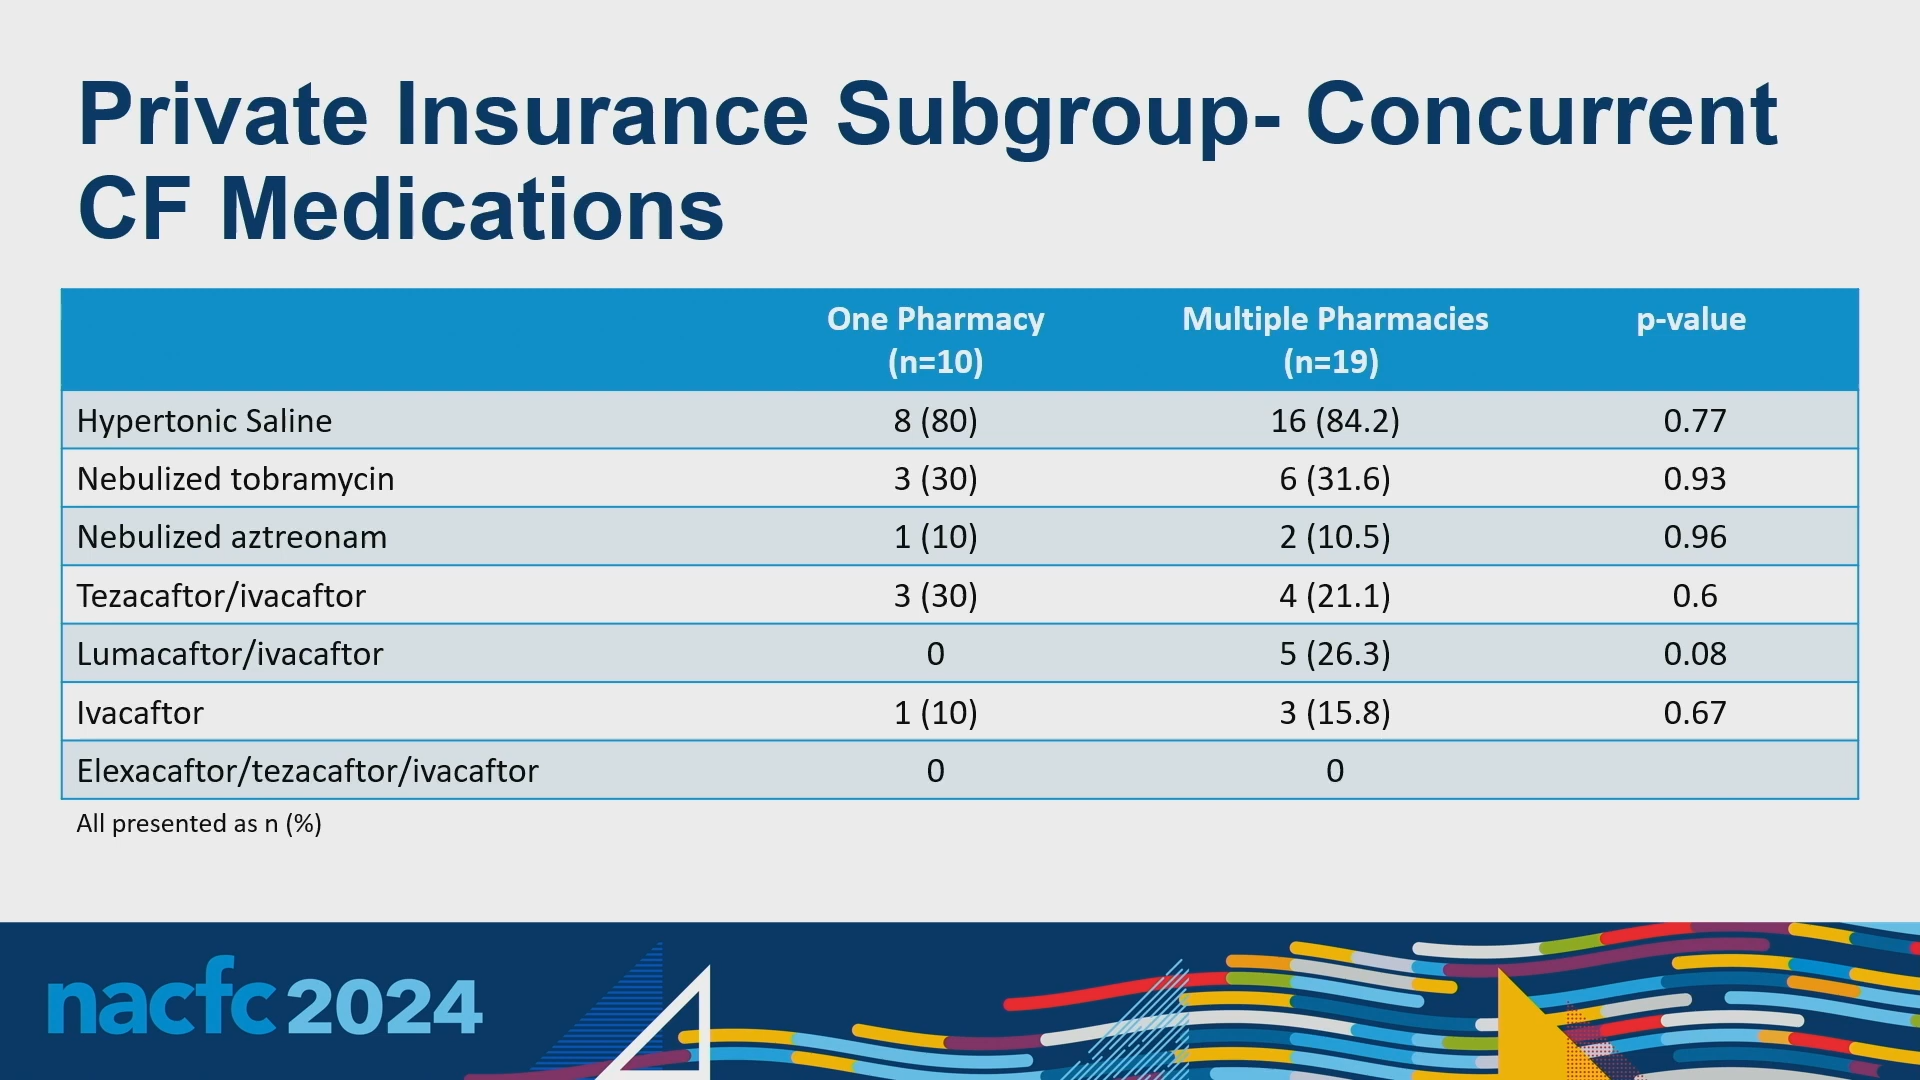 Private Insurance Subgroup- Concurrent
CF Medications
One Pharmacy Multiple Pharmacies p-value
(n=10) (n=19)
Hypertonic Saline 8 (80) 16 (84.2) 0.77
Nebulized tobramycin 3 (30) 6 (31.6) 0.93
Nebulized aztreonam 1 (10) 2 (10.5) 0.96
Tezacaftor/ivacaftor 3 (30) 4 (21.1) 0.6
Lumacaftor/ivacaftor 0 5 (26.3) 0.08
Ivacaftor 1 (10) 3 (15.8) 0.67
Elexacaftor/tezacaftor/ivacaftor 0 0
All presented as n (%)
nacfc 2024